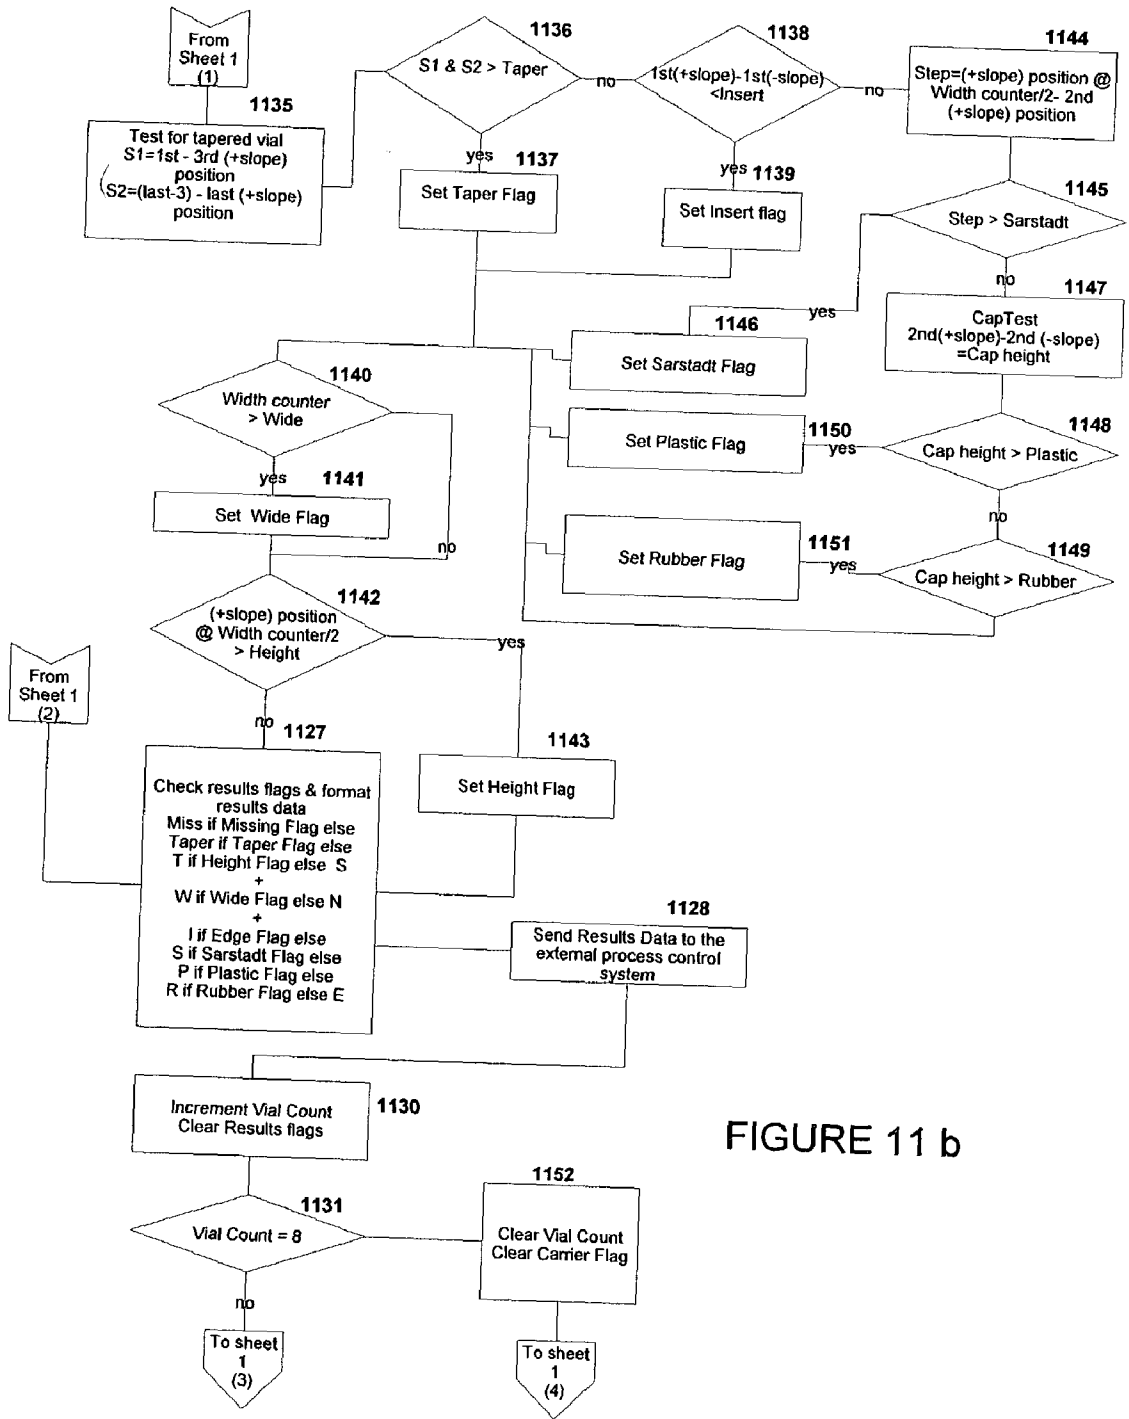 From
Sheet 1
(1)
1135
Test for tapered vial
S1=1st - 3rd (+slope)
position
S2=(last-3) - last (+slope)
position
1136
S1 & S2 > Taper
no
yes
1137
Set Taper Flag
1138
1st(+slope)-1st(-slope)
<Insert
no
yes
1139
Set Insert flag
1144
Step=(+slope) position @
Width counter/2- 2nd
(+slope) position
1145
Step > Sarstadt
no
yes
1146
Set Sarstadt Flag
1147
CapTest
2nd(+slope)-2nd (-slope)
=Cap height
1148
Cap height > Plastic
yes
1150
Set Plastic Flag
no
1149
Cap height > Rubber
yes
1151
Set Rubber Flag
1140
Width counter
> Wide
yes
1141
Set Wide Flag
no
1142
(+slope) position
@ Width counter/2
> Height
yes
no
1143
Set Height Flag
From
Sheet 1
(2)
1127
Check results flags & format
results data
Miss if Missing Flag else
Taper if Taper Flag else
T if Height Flag else S
+
W if Wide Flag else N
+
I if Edge Flag else
S if Sarstadt Flag else
P if Plastic Flag else
R if Rubber Flag else E
1128
Send Results Data to the
external process control
system
1130
Increment Vial Count
Clear Results flags
1131
Vial Count = 8
no
1152
Clear Vial Count
Clear Carrier Flag
To sheet
1
(3)
To sheet
1
(4)
FIGURE 11 b